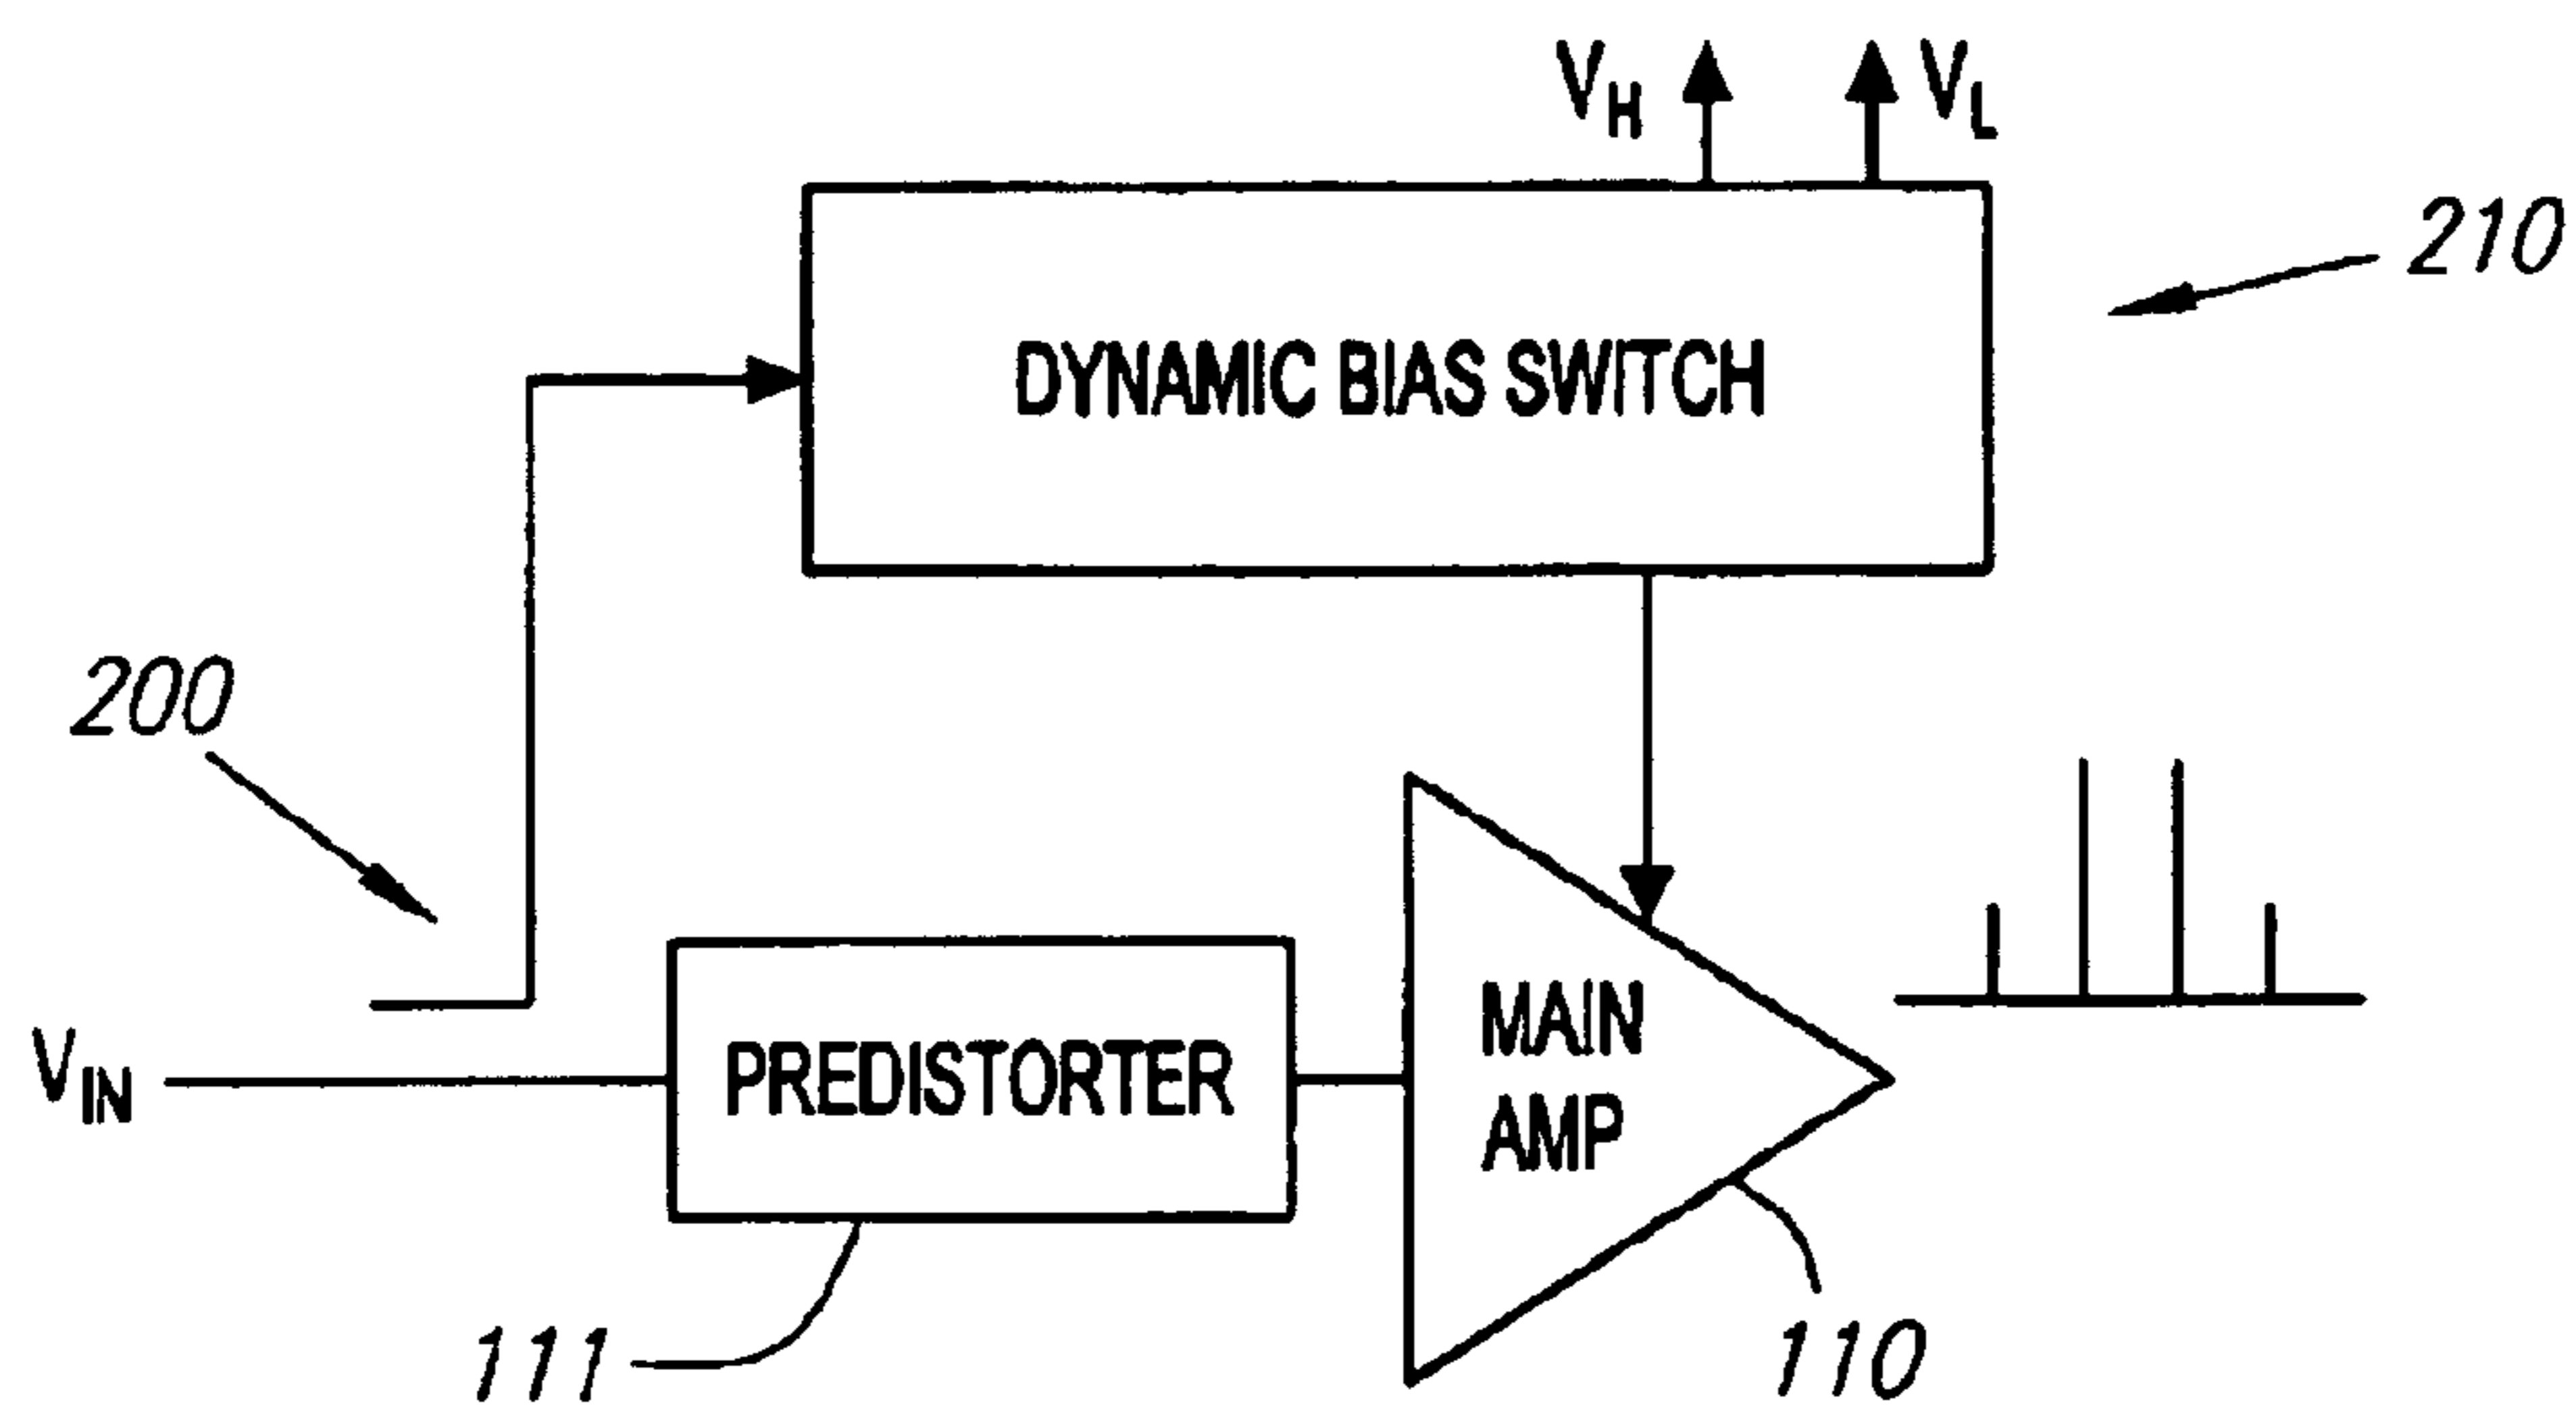 V_H V_L
210
DYNAMIC BIAS SWITCH
200
V_IN
PREDISTORTER
MAIN
AMP
111
110